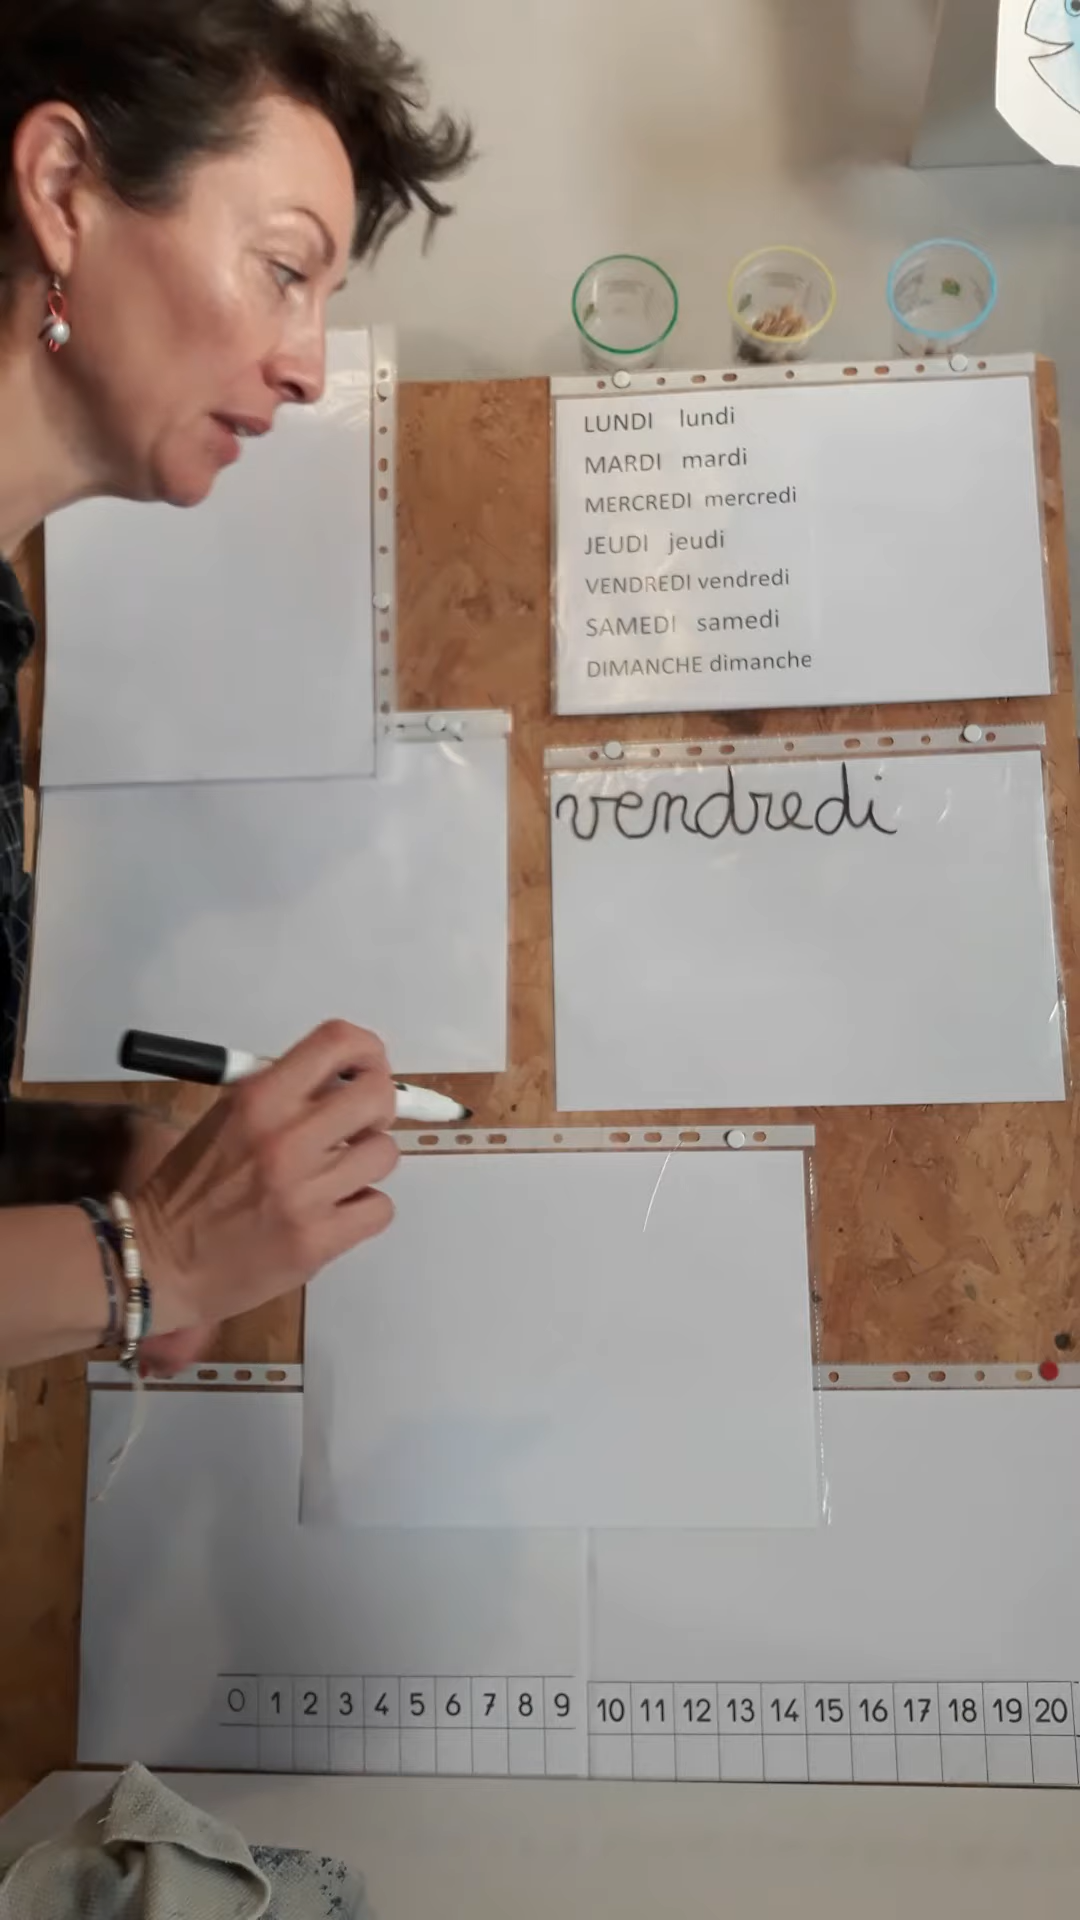 LUNDI lundi
MARDI mardi
MERCREDI mercredi
JEUDI jeudi
VENDREDI vendredi
SAMEDI samedi
DIMANCHE dimanche
vendredi
0 1 2 3 4 5 6 7 8 9 10 11 12 13 14 15 16 17 18 19 20